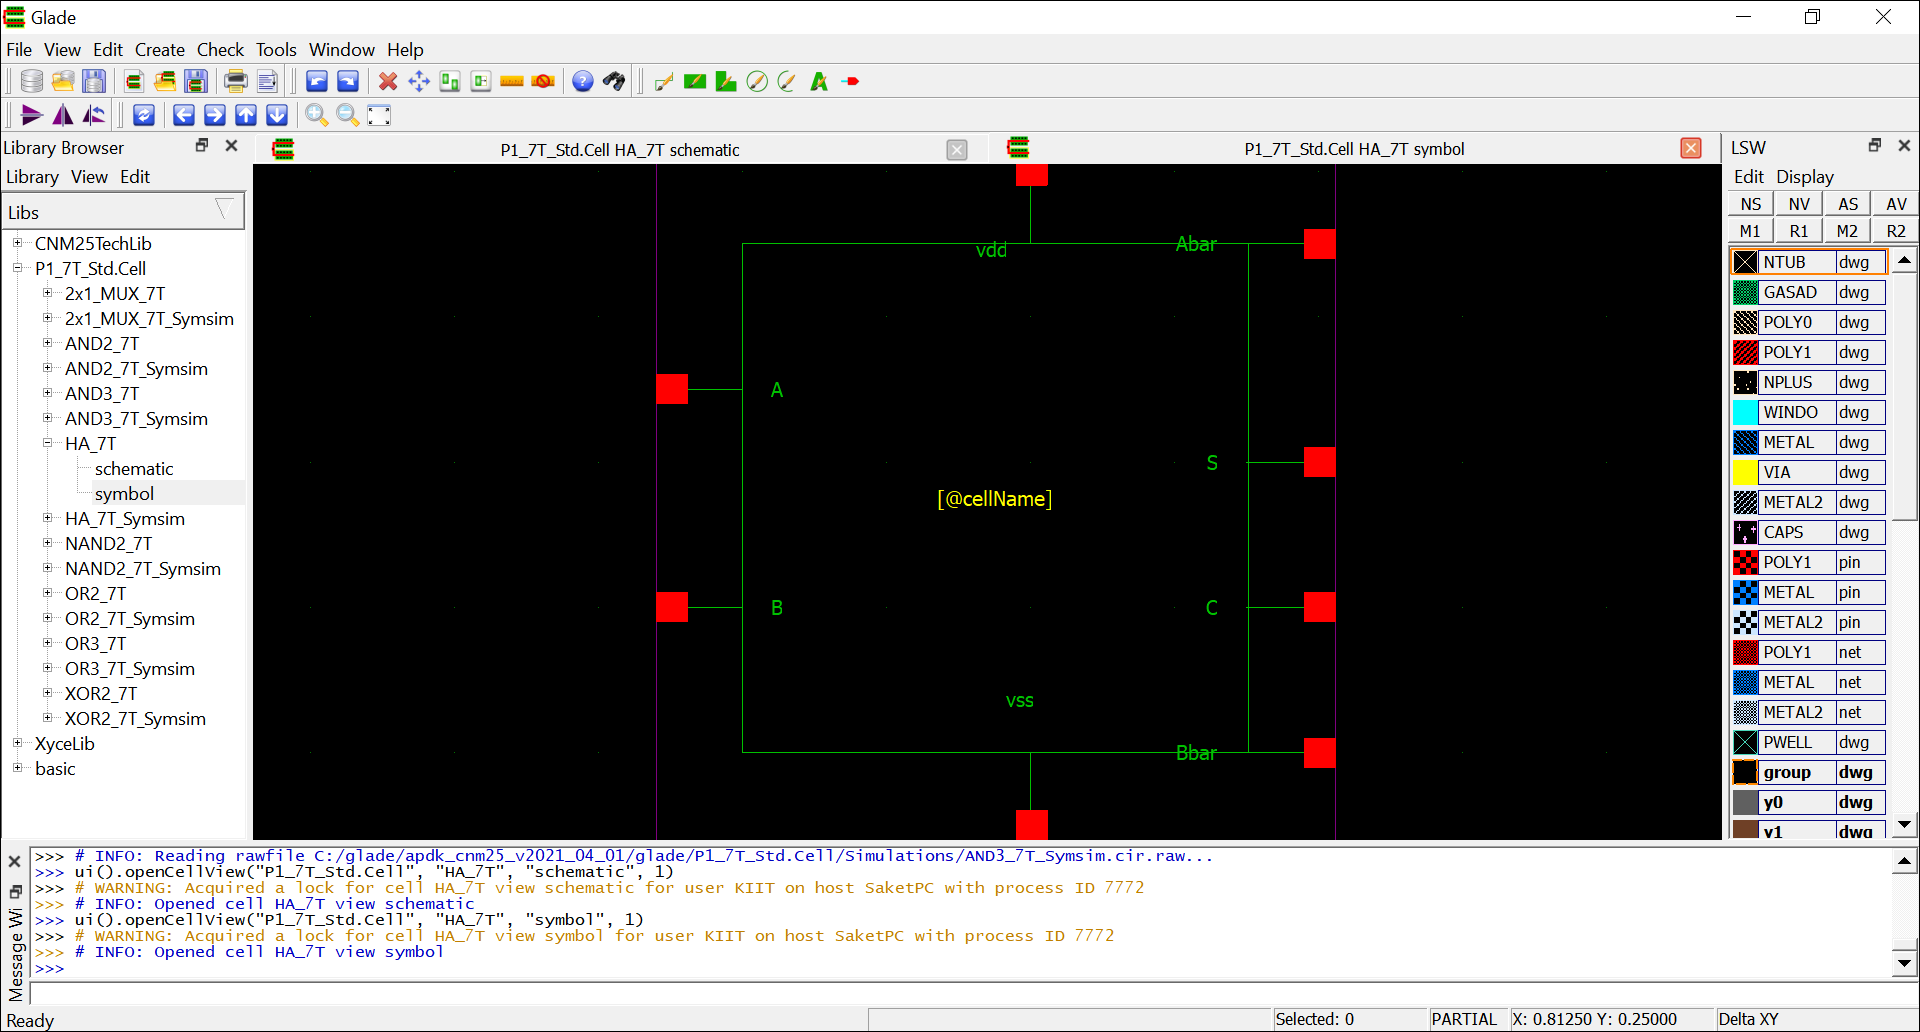 Glade
File View Edit Create Check Tools Window Help
Library Browser
Library View Edit
Libs
CNM25TechLib
P1_7T_Std.Cell
2x1_MUX_7T
2x1_MUX_7T_Symsim
AND2_7T
AND2_7T_Symsim
AND3_7T
AND3_7T_Symsim
HA_7T
schematic
symbol
HA_7T_Symsim
NAND2_7T
NAND2_7T_Symsim
OR2_7T
OR2_7T_Symsim
OR3_7T
OR3_7T_Symsim
XOR2_7T
XOR2_7T_Symsim
XyceLib
basic
P1_7T_Std.Cell HA_7T schematic
P1_7T_Std.Cell HA_7T symbol
vdd
Abar
A
S
[@cellName]
B
C
vss
Bbar
LSW
Edit Display
NS NV AS AV
M1 R1 M2 R2
NTUB dwg
GASAD dwg
POLY0 dwg
POLY1 dwg
NPLUS dwg
WINDO dwg
METAL dwg
VIA dwg
METAL2 dwg
CAPS dwg
POLY1 pin
METAL pin
METAL2 pin
POLY1 net
METAL net
METAL2 net
PWELL dwg
group dwg
y0 dwg
y1 dwg
Message Wi
>>> # INFO: Reading rawfile C:/glade/apdk_cnm25_v2021_04_01/glade/P1_7T_Std.Cell/Simulations/AND3_7T_Symsim.cir.raw...
>>> ui().openCellView("P1_7T_Std.Cell", "HA_7T", "schematic", 1)
>>> # WARNING: Acquired a lock for cell HA_7T view schematic for user KIIT on host SaketPC with process ID 7772
>>> # INFO: Opened cell HA_7T view schematic
>>> ui().openCellView("P1_7T_Std.Cell", "HA_7T", "symbol", 1)
>>> # WARNING: Acquired a lock for cell HA_7T view symbol for user KIIT on host SaketPC with process ID 7772
>>> # INFO: Opened cell HA_7T view symbol
>>>
Ready
Selected: 0
PARTIAL
X: 0.81250 Y: 0.25000
Delta XY